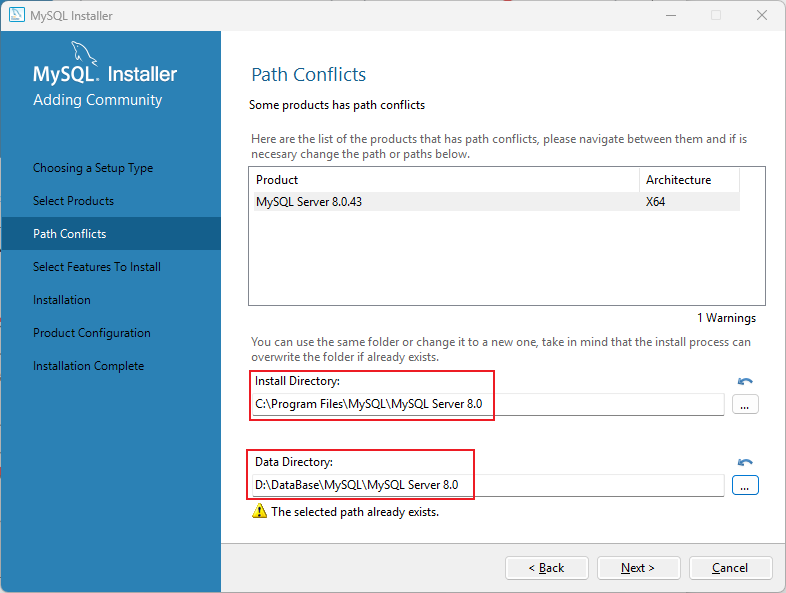 MySQL Installer
MySQL. Installer
Adding Community
Choosing a Setup Type
Select Products
Path Conflicts
Select Features To Install
Installation
Product Configuration
Installation Complete
Path Conflicts
Some products has path conflicts
Here are the list of the products that has path conflicts, please navigate between them and if is
necesary change the path or paths below.
Product Architecture
MySQL Server 8.0.43 X64
1 Warnings
You can use the same folder or change it to a new one, take in mind that the install process can
overwrite the folder if already exists.
Install Directory:
C:\Program Files\MySQL\MySQL Server 8.0 ...
Data Directory:
D:\DataBase\MySQL\MySQL Server 8.0 ...
The selected path already exists.
< Back Next > Cancel